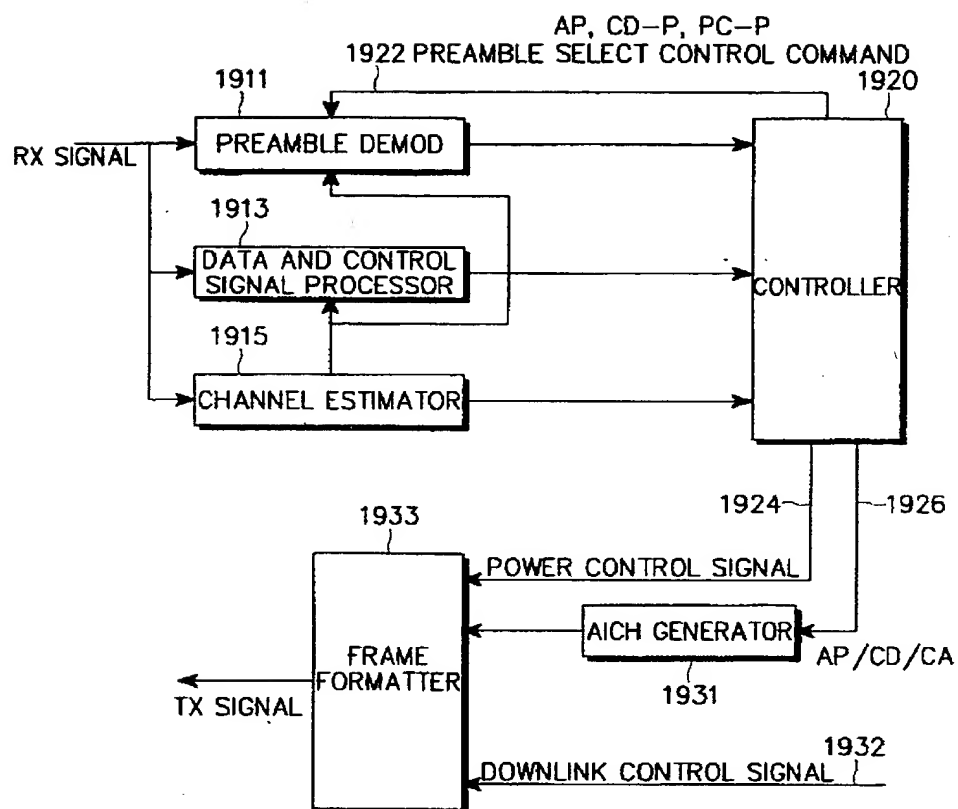 AP, CD-P, PC-P
1922 PREAMBLE SELECT CONTROL COMMAND
1911
1920
PREAMBLE DEMOD
RX SIGNAL
1913
DATA AND CONTROL
SIGNAL PROCESSOR
CONTROLLER
1915
CHANNEL ESTIMATOR
1924
1926
1933
POWER CONTROL SIGNAL
AICH GENERATOR
AP/CD/CA
FRAME
FORMATTER
1931
TX SIGNAL
1932
DOWNLINK CONTROL SIGNAL